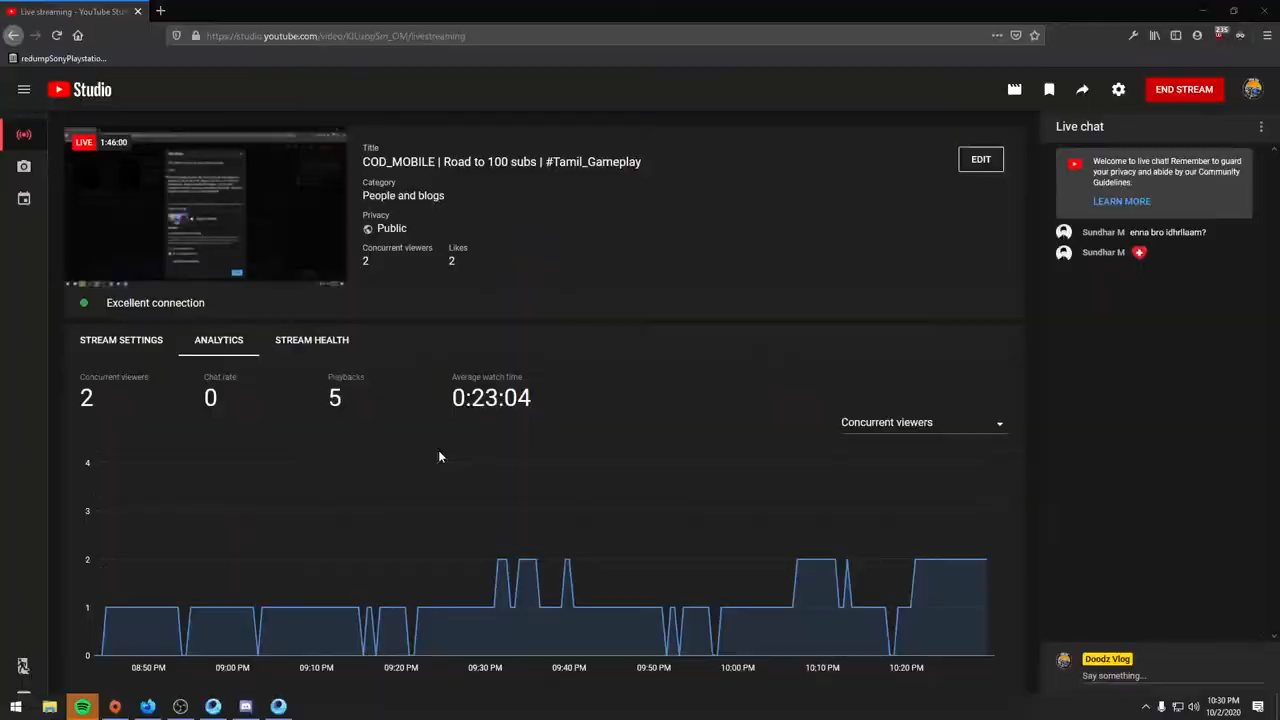 Live streaming - YouTube Stu
https://studio.youtube.com/video/
/livestreaming
235
redumpSonyPlaystatio...
Studio
END STREAM
LIVE 1:46:00
Title
COD_MOBILE | Road to 100 subs | #Tamil_Gameplay
EDIT
Category
People and blogs
Privacy
Public
Concurrent viewers Likes
2 2
Excellent connection
Live chat
Welcome to live chat! Remember to guard
your privacy and abide by our Community
Guidelines.
LEARN MORE
Sundhar M enna bro idhrllaam?
Sundhar M
STREAM SETTINGS ANALYTICS STREAM HEALTH
Concurrent viewers Chat rate Playbacks Average watch time
2 0 5 0:23:04
Concurrent viewers
4
3
2
1
0
08:50 PM 09:00 PM 09:10 PM 09:20 PM 09:30 PM 09:40 PM 09:50 PM 10:00 PM 10:10 PM 10:20 PM
Doodz Vlog
Say something...
10:30 PM
10/2/2020